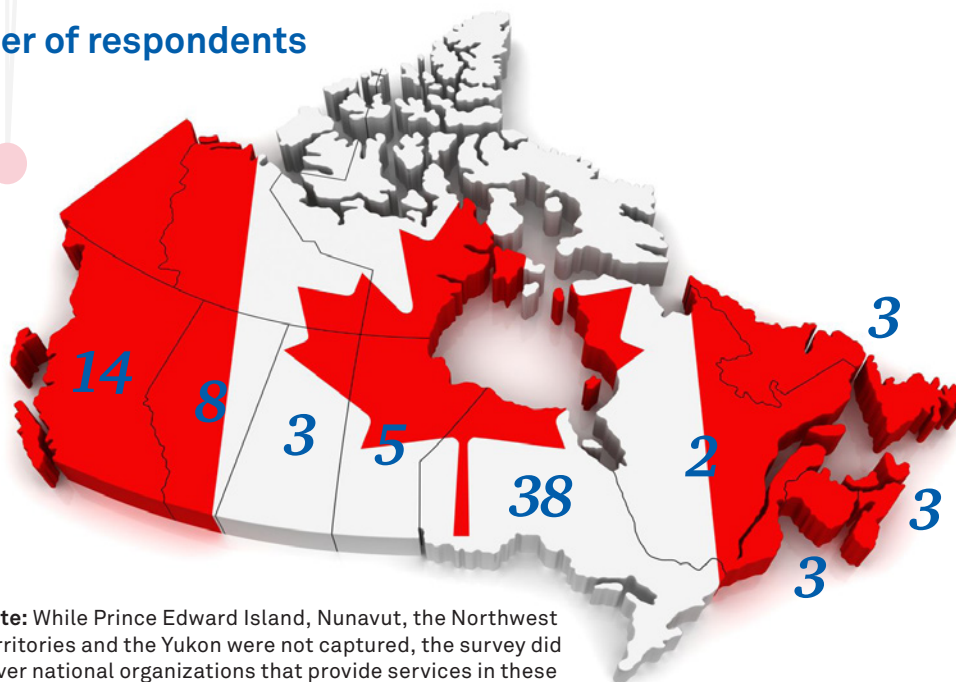 er of respondents
3
14
8
3
5
2
38
3
3
te: While Prince Edward Island, Nunavut, the Northwest
rritories and the Yukon were not captured, the survey did
ver national organizations that provide services in these